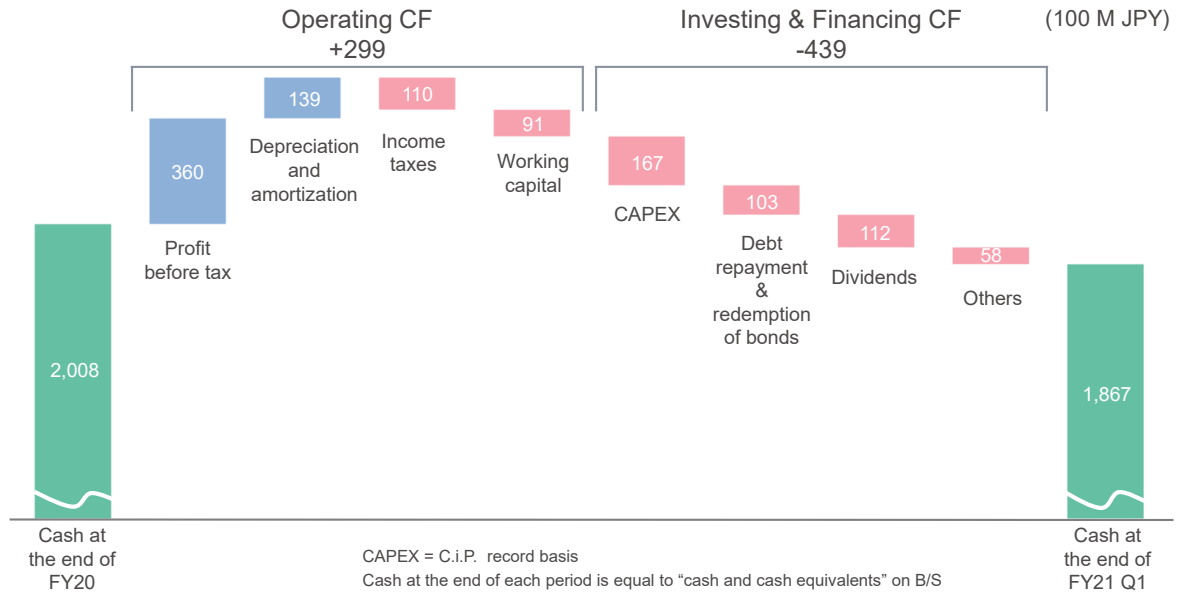 Operating CF
+299
Investing & Financing CF
-439
(100 M JPY)
2,008
Cash at
the end of
FY20
360
Profit
before tax
139
Depreciation
and
amortization
110
Income
taxes
91
Working
capital
167
CAPEX
103
Debt
repayment
&
redemption
of bonds
112
Dividends
58
Others
1,867
Cash at
the end of
FY21 Q1
CAPEX = C.i.P. record basis
Cash at the end of each period is equal to “cash and cash equivalents” on B/S